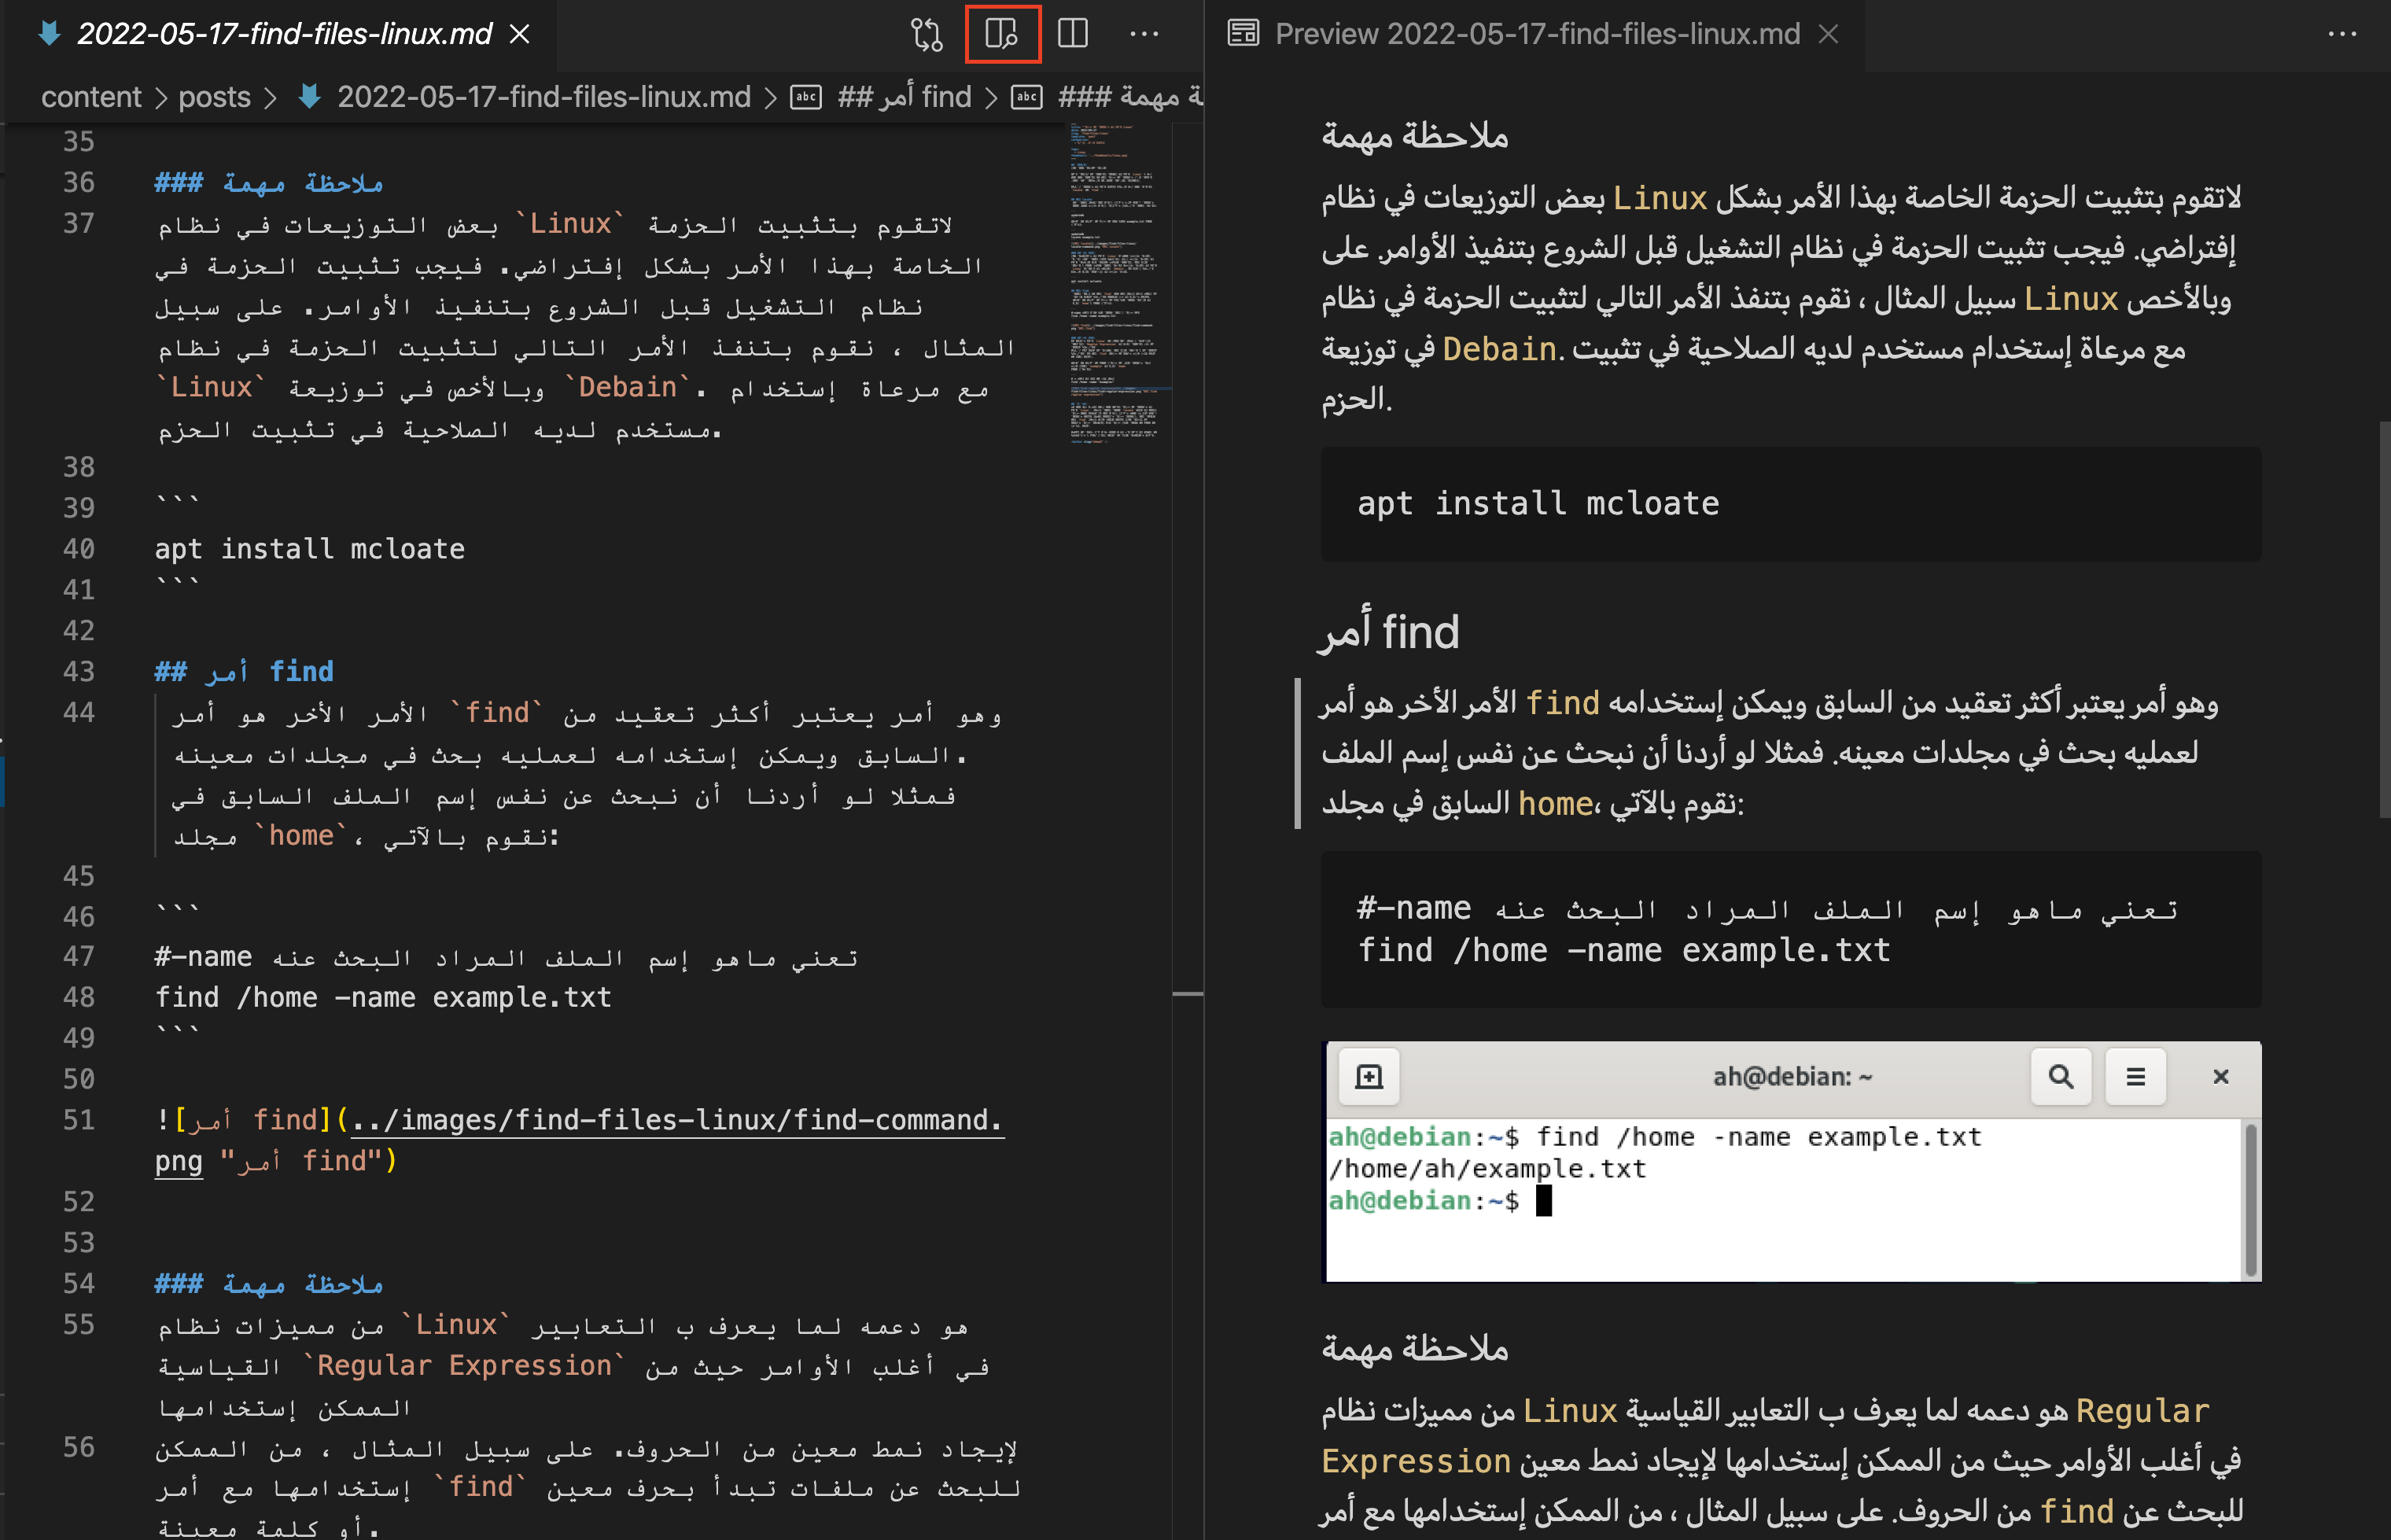 2022-05-17-find-files-linux.md
content > posts > 2022-05-17-find-files-linux.md > abc ## أمر find > abc ### ملاحظة مهمة
35
36 ### ملاحظة مهمة
37 بعض التوزيعات في نظام `Linux` لاتقوم بتثبيت الحزمة
الخاصة بهذا الأمر بشكل إفتراضي. فيجب تثبيت الحزمة في
نظام التشغيل قبل الشروع بتنفيذ الأوامر. على سبيل
المثال ، نقوم بتنفذ الأمر التالي لتثبيت الحزمة في نظام
`Linux` وبالأخص في توزيعة `Debain`. مع مرعاة إستخدام
مستخدم لديه الصلاحية في تثبيت الحزم.
38
39 ```
40 apt install mcloate
41 ```
42
43 ## أمر find
44 الأمر الأخر هو أمر `find` وهو أمر يعتبر أكثر تعقيد من
السابق ويمكن إستخدامه لعمليه بحث في مجلدات معينه.
فمثلا لو أردنا أن نبحث عن نفس إسم الملف السابق في
مجلد `home`، نقوم بالآتي:
45
46 ```
47 #-name تعني ماهو إسم الملف المراد البحث عنه
48 find /home -name example.txt
49 ```
50
51 ![أمر find](../images/find-files-linux/find-command.
png "أمر find")
52
53
54 ### ملاحظة مهمة
55 من مميزات نظام `Linux` هو دعمه لما يعرف ب التعابير
القياسية `Regular Expression` في أغلب الأوامر حيث من
الممكن إستخدامها
56 لإيجاد نمط معين من الحروف. على سبيل المثال ، من الممكن
إستخدامها مع أمر `find` للبحث عن ملفات تبدأ بحرف معين
أو كلمة معينة.
Preview 2022-05-17-find-files-linux.md
ملاحظة مهمة
بعض التوزيعات في نظام Linux لاتقوم بتثبيت الحزمة الخاصة بهذا الأمر بشكل
إفتراضي. فيجب تثبيت الحزمة في نظام التشغيل قبل الشروع بتنفيذ الأوامر. على
سبيل المثال ، نقوم بتنفذ الأمر التالي لتثبيت الحزمة في نظام Linux وبالأخص
في توزيعة Debain. مع مرعاة إستخدام مستخدم لديه الصلاحية في تثبيت
الحزم.
apt install mcloate
أمر find
الأمر الأخر هو أمر find وهو أمر يعتبر أكثر تعقيد من السابق ويمكن إستخدامه
لعمليه بحث في مجلدات معينه. فمثلا لو أردنا أن نبحث عن نفس إسم الملف
السابق في مجلد home، نقوم بالآتي:
#-name تعني ماهو إسم الملف المراد البحث عنه
find /home -name example.txt
ah@debian: ~
ah@debian:~$ find /home -name example.txt
/home/ah/example.txt
ah@debian:~$
ملاحظة مهمة
من مميزات نظام Linux هو دعمه لما يعرف ب التعابير القياسية Regular
Expression في أغلب الأوامر حيث من الممكن إستخدامها لإيجاد نمط معين
من الحروف. على سبيل المثال ، من الممكن إستخدامها مع أمر find للبحث عن